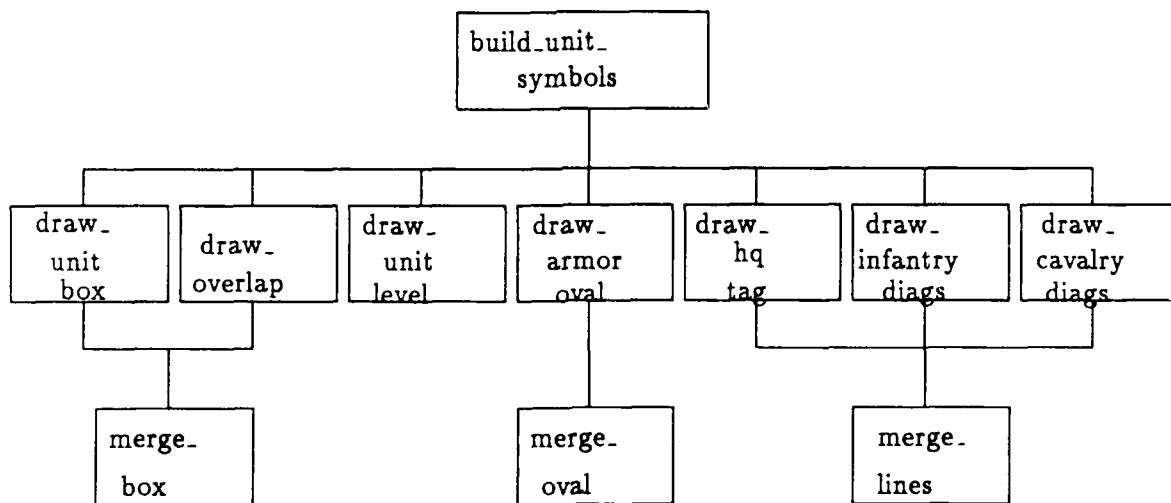 build_unit_
symbols
draw_
unit
box
draw_
overlap
draw_
unit
level
draw_
armor
oval
draw_
hq
tag
draw_
infantry
diags
draw_
cavalry
diags
merge_
box
merge_
oval
merge_
lines